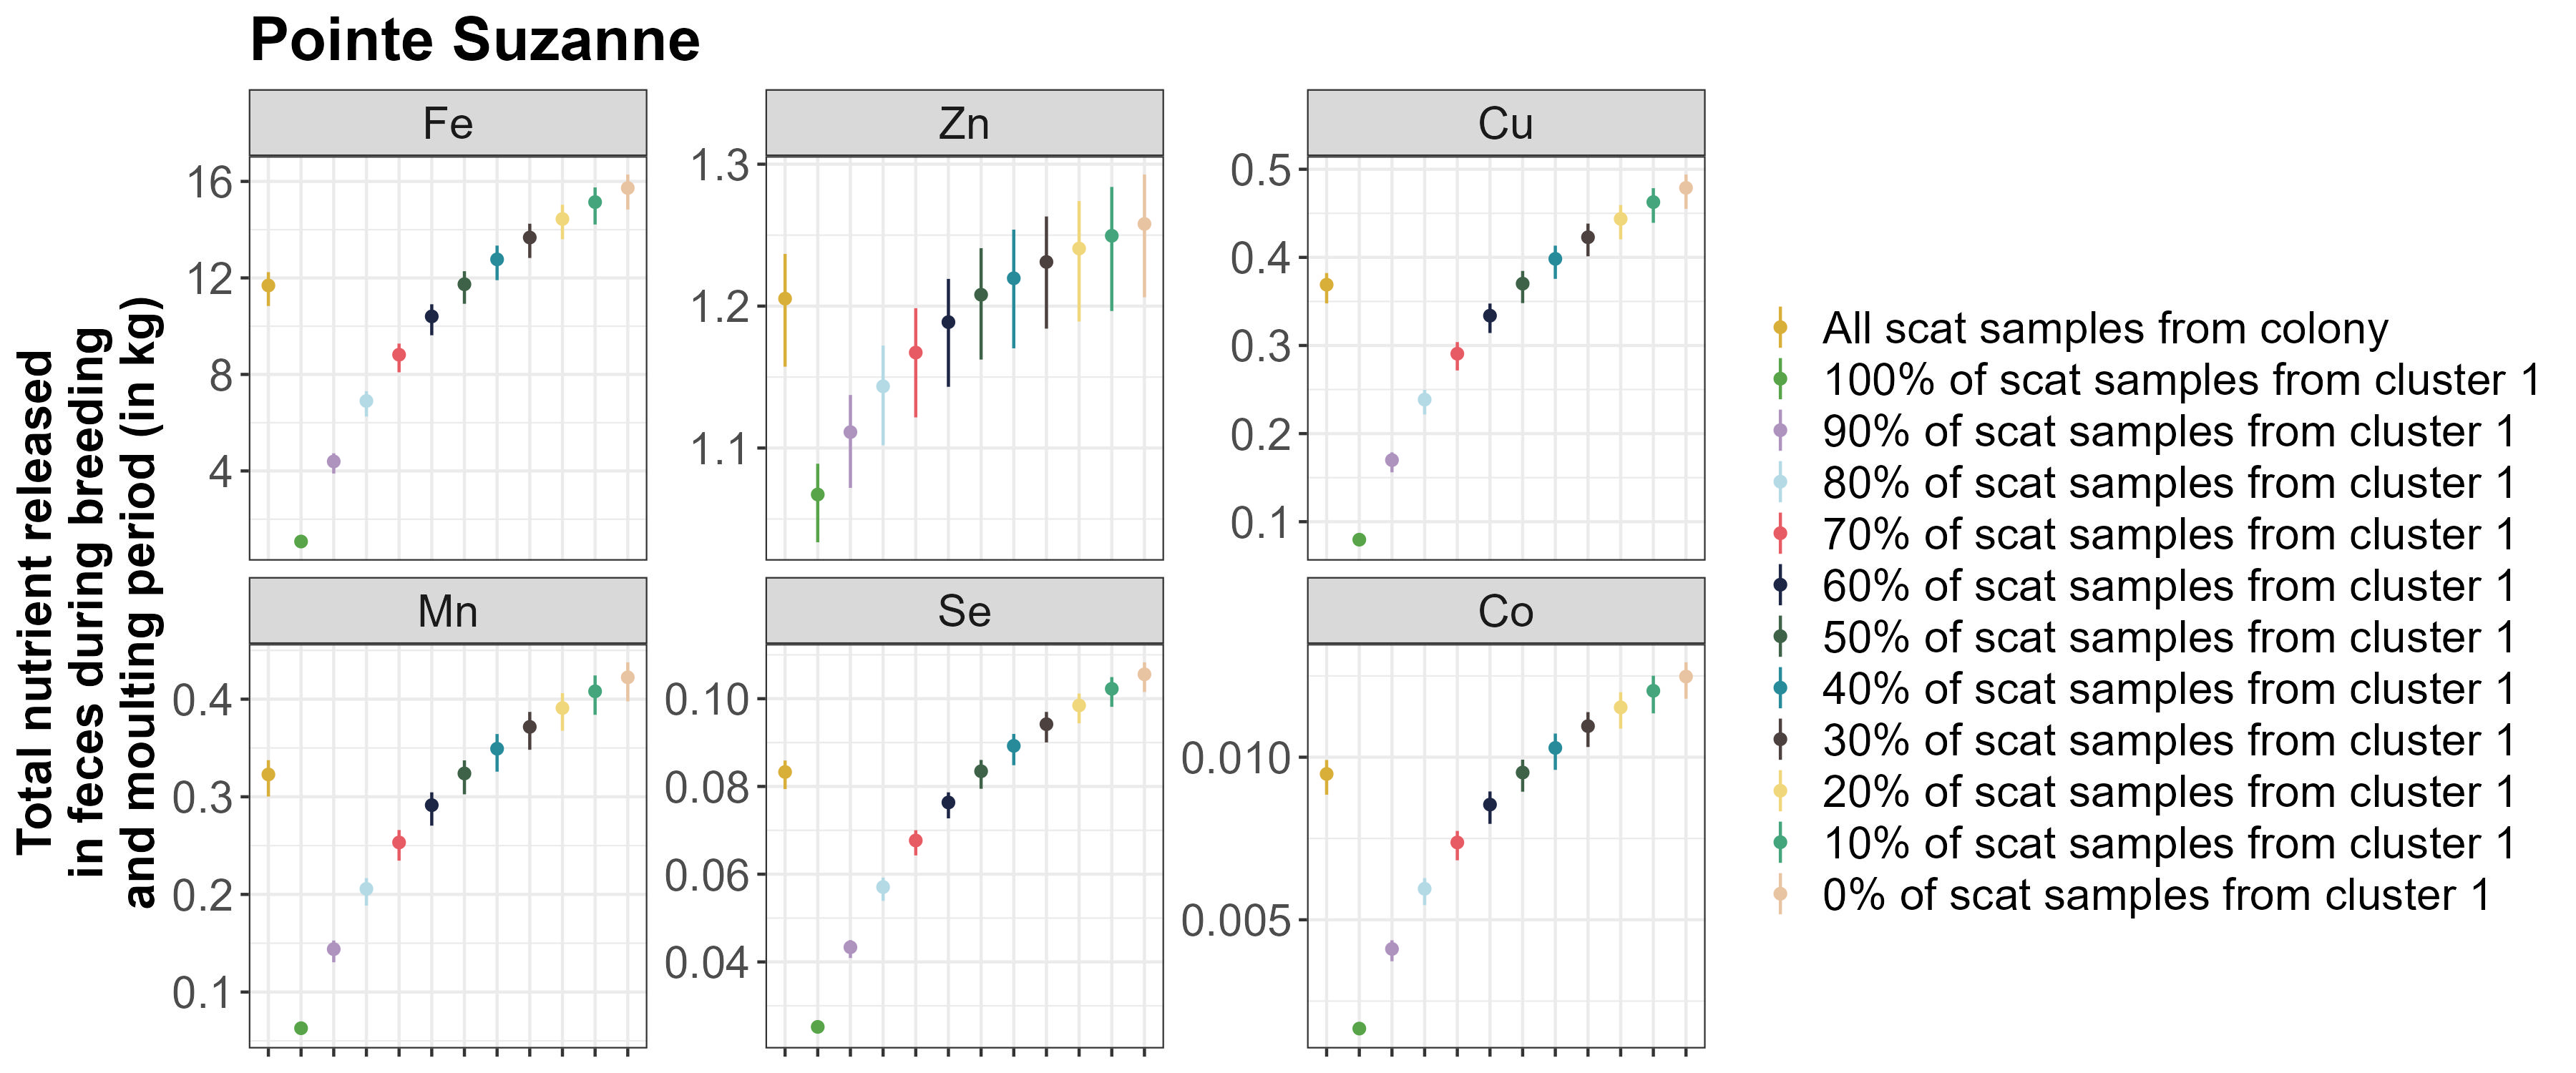 Pointe Suzanne
Total nutrient released
in feces during breeding
and moulting period (in kg)
Fe
16
12
8
4
Zn
1.3
1.2
1.1
Cu
0.5
0.4
0.3
0.2
0.1
Mn
0.4
0.3
0.2
0.1
Se
0.10
0.08
0.06
0.04
Co
0.010
0.005
All scat samples from colony
100% of scat samples from cluster 1
90% of scat samples from cluster 1
80% of scat samples from cluster 1
70% of scat samples from cluster 1
60% of scat samples from cluster 1
50% of scat samples from cluster 1
40% of scat samples from cluster 1
30% of scat samples from cluster 1
20% of scat samples from cluster 1
10% of scat samples from cluster 1
0% of scat samples from cluster 1